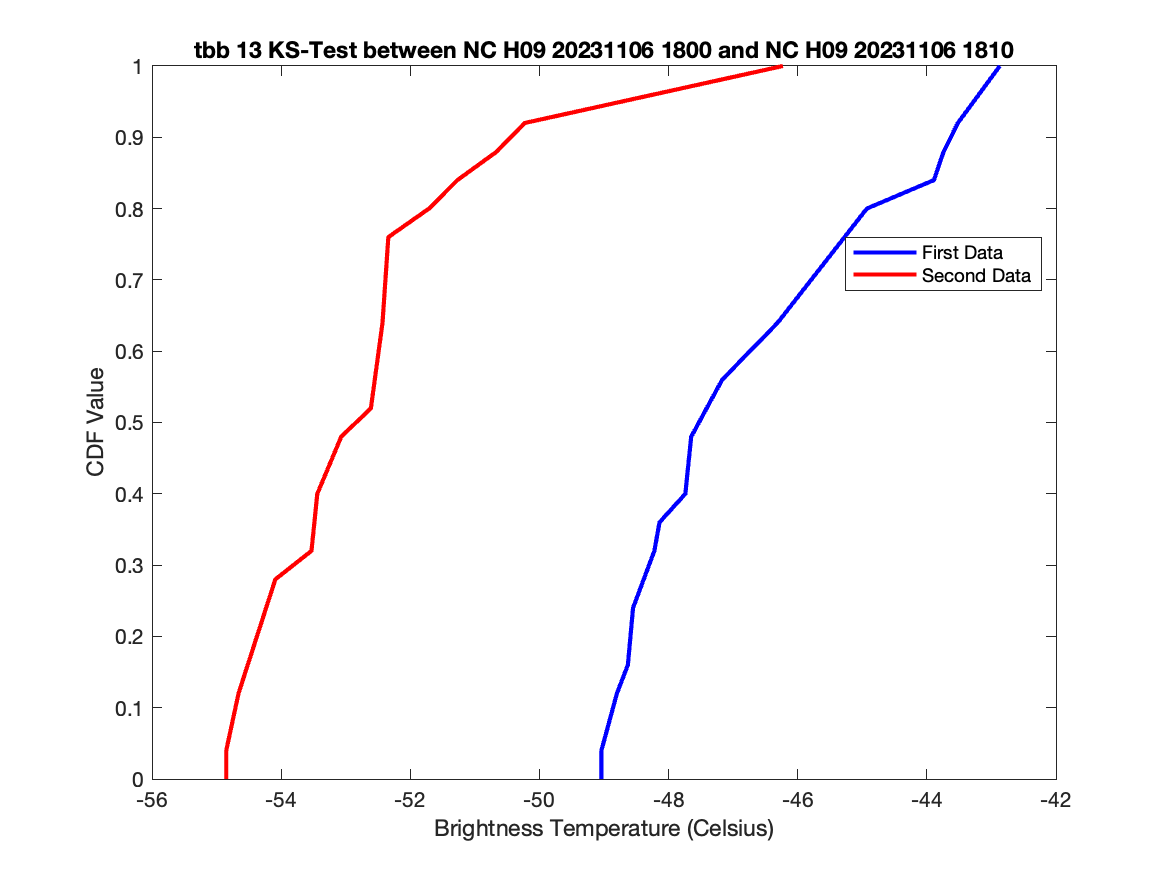 tbb 13 KS-Test between NC H09 20231106 1800 and NC H09 20231106 1810
1
0.9
0.8
0.7
0.6
0.5
0.4
0.3
0.2
0.1
0
CDF Value
First Data
Second Data
-56 -54 -52 -50 -48 -46 -44 -42
Brightness Temperature (Celsius)